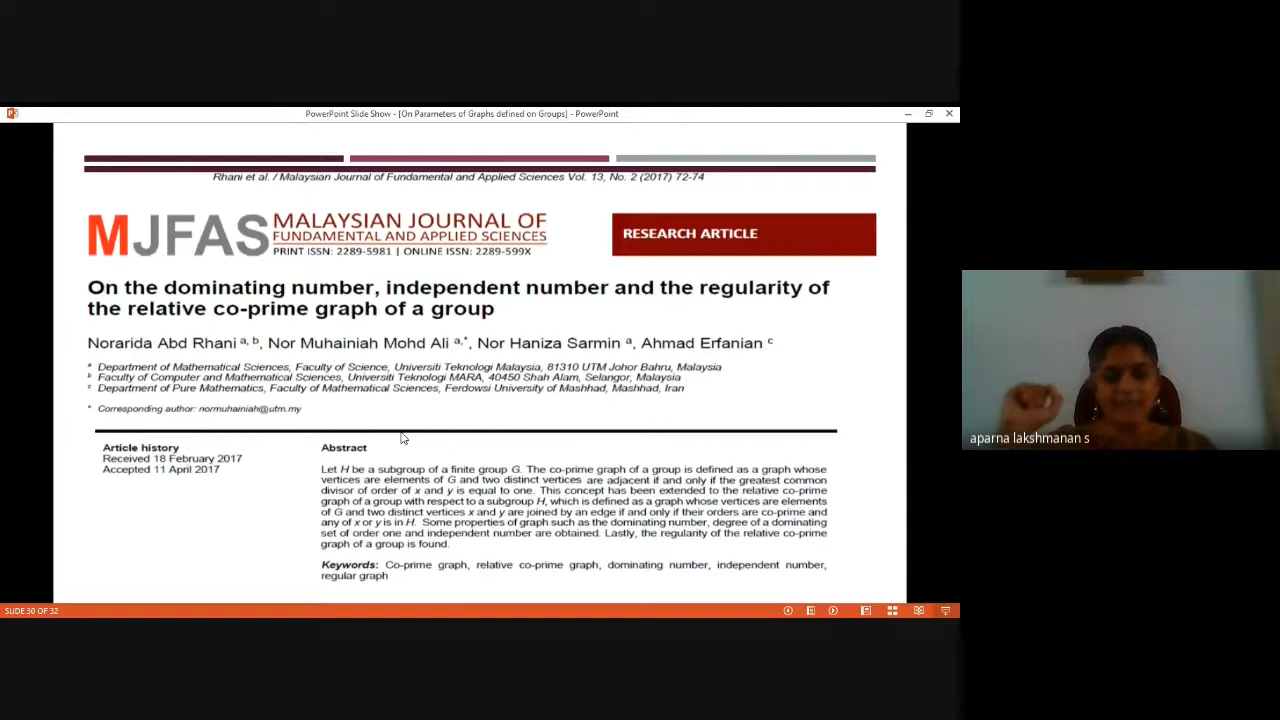 PowerPoint Slide Show - [On Parameters of Graphs defined on Groups] - PowerPoint
Rhani et al. / Malaysian Journal of Fundamental and Applied Sciences Vol. 13, No. 2 (2017) 72-74
MJFAS
MALAYSIAN JOURNAL OF
FUNDAMENTAL AND APPLIED SCIENCES
PRINT ISSN: 2289-5981 | ONLINE ISSN: 2289-599X
RESEARCH ARTICLE
On the dominating number, independent number and the regularity of
the relative co-prime graph of a group
Norarida Abd Rhani a, b, Nor Muhainiah Mohd Ali a,*, Nor Haniza Sarmin a, Ahmad Erfanian c
a Department of Mathematical Sciences, Faculty of Science, Universiti Teknologi Malaysia, 81310 UTM Johor Bahru, Malaysia
b Faculty of Computer and Mathematical Sciences, Universiti Teknologi MARA, 40450 Shah Alam, Selangor, Malaysia
c Department of Pure Mathematics, Faculty of Mathematical Sciences, Ferdowsi University of Mashhad, Mashhad, Iran
* Corresponding author: normuhainiah@utm.my
Article history
Received 18 February 2017
Accepted 11 April 2017
Abstract
Let H be a subgroup of a finite group G. The co-prime graph of a group is defined as a graph whose
vertices are elements of G and two distinct vertices are adjacent if and only if the greatest common
divisor of order of x and y is equal to one. This concept has been extended to the relative co-prime
graph of a group with respect to a subgroup H, which is defined as a graph whose vertices are elements
of G and two distinct vertices x and y are joined by an edge if and only if their orders are co-prime and
any of x or y is in H. Some properties of graph such as the dominating number, degree of a dominating
set of order one and independent number are obtained. Lastly, the regularity of the relative co-prime
graph of a group is found.
Keywords: Co-prime graph, relative co-prime graph, dominating number, independent number,
regular graph
SLIDE 30 OF 32
aparna lakshmanan s